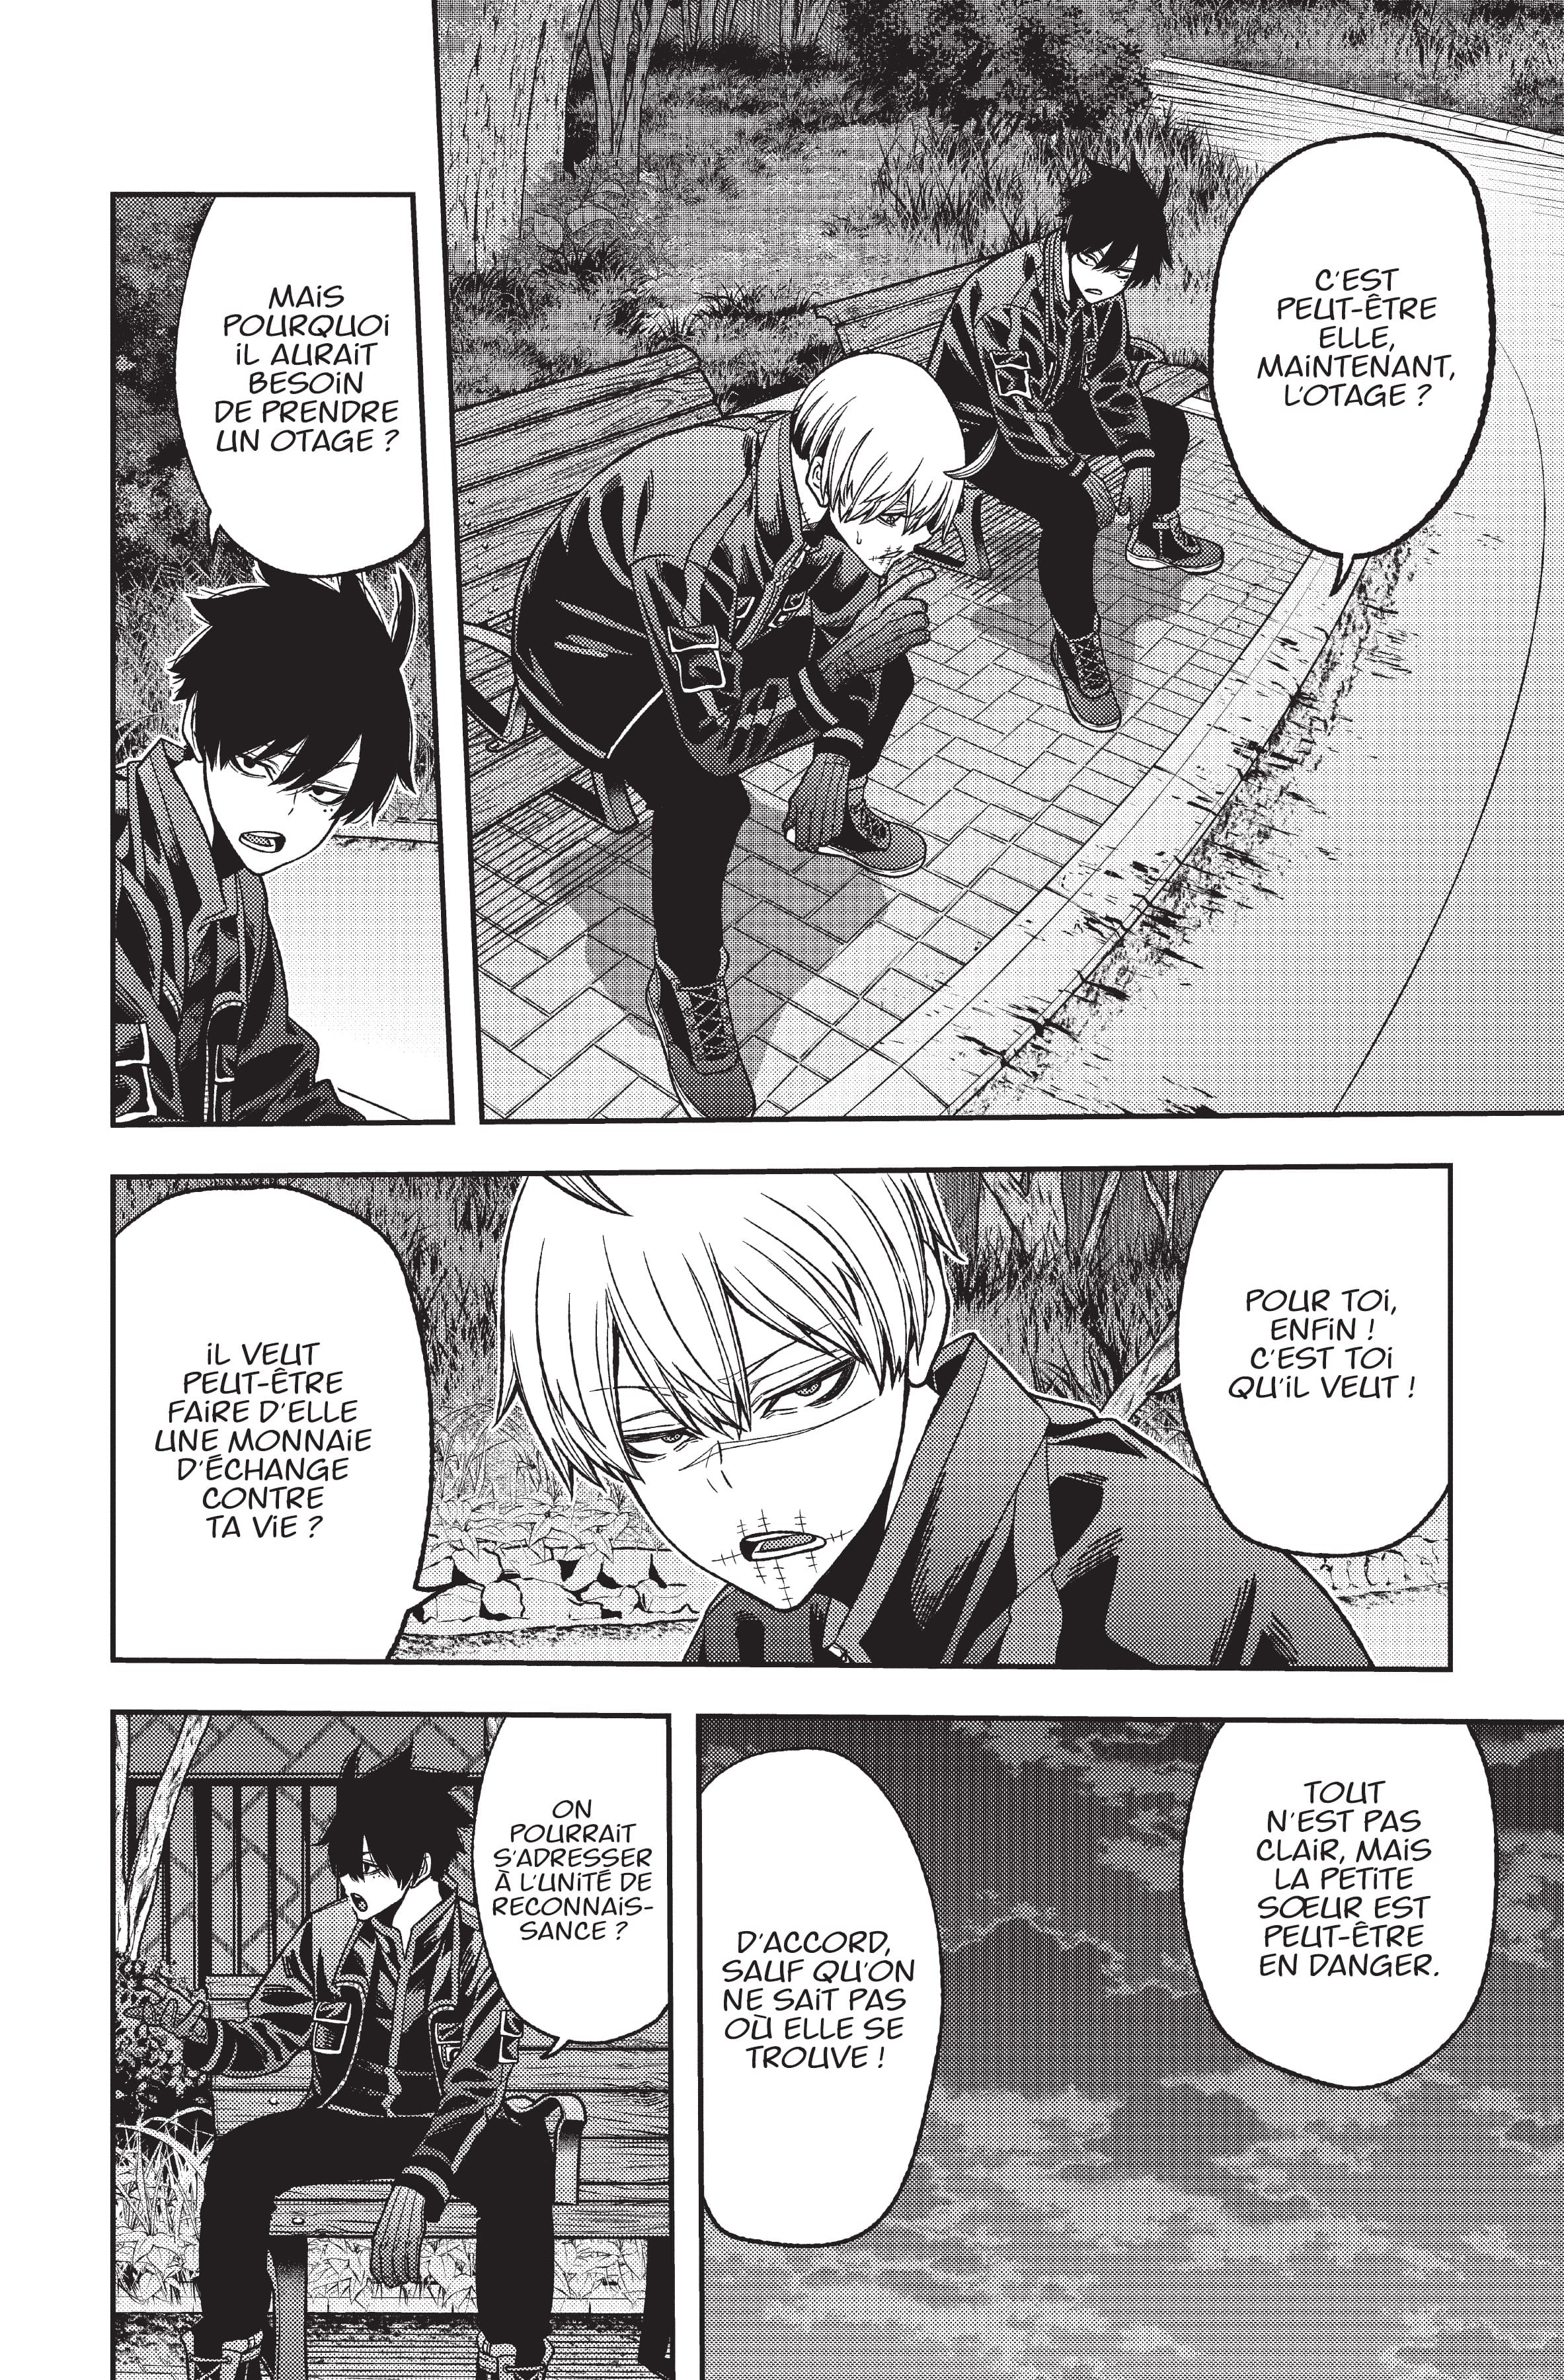 C'EST
PEUT-ÊTRE
ELLE,
MAINTENANT,
L'OTAGE ?
MAIS
POURQUOI
IL AURAIT
BESOIN
DE PRENDRE
UN OTAGE ?
POUR TOI,
ENFIN !
C'EST TOI
QU'IL VEUT !
IL VEUT
PEUT-ÊTRE
FAIRE D'ELLE
UNE MONNAIE
D'ÉCHANGE
CONTRE
TA VIE ?
TOUT
N'EST PAS
CLAIR, MAIS
LA PETITE
SŒUR EST
PEUT-ÊTRE
EN DANGER.
D'ACCORD,
SAUF QU'ON
NE SAIT PAS
OÙ ELLE SE
TROUVE !
ON
POURRAIT
S'ADRESSER
À L'UNITÉ DE
RECONNAIS-
SANCE ?